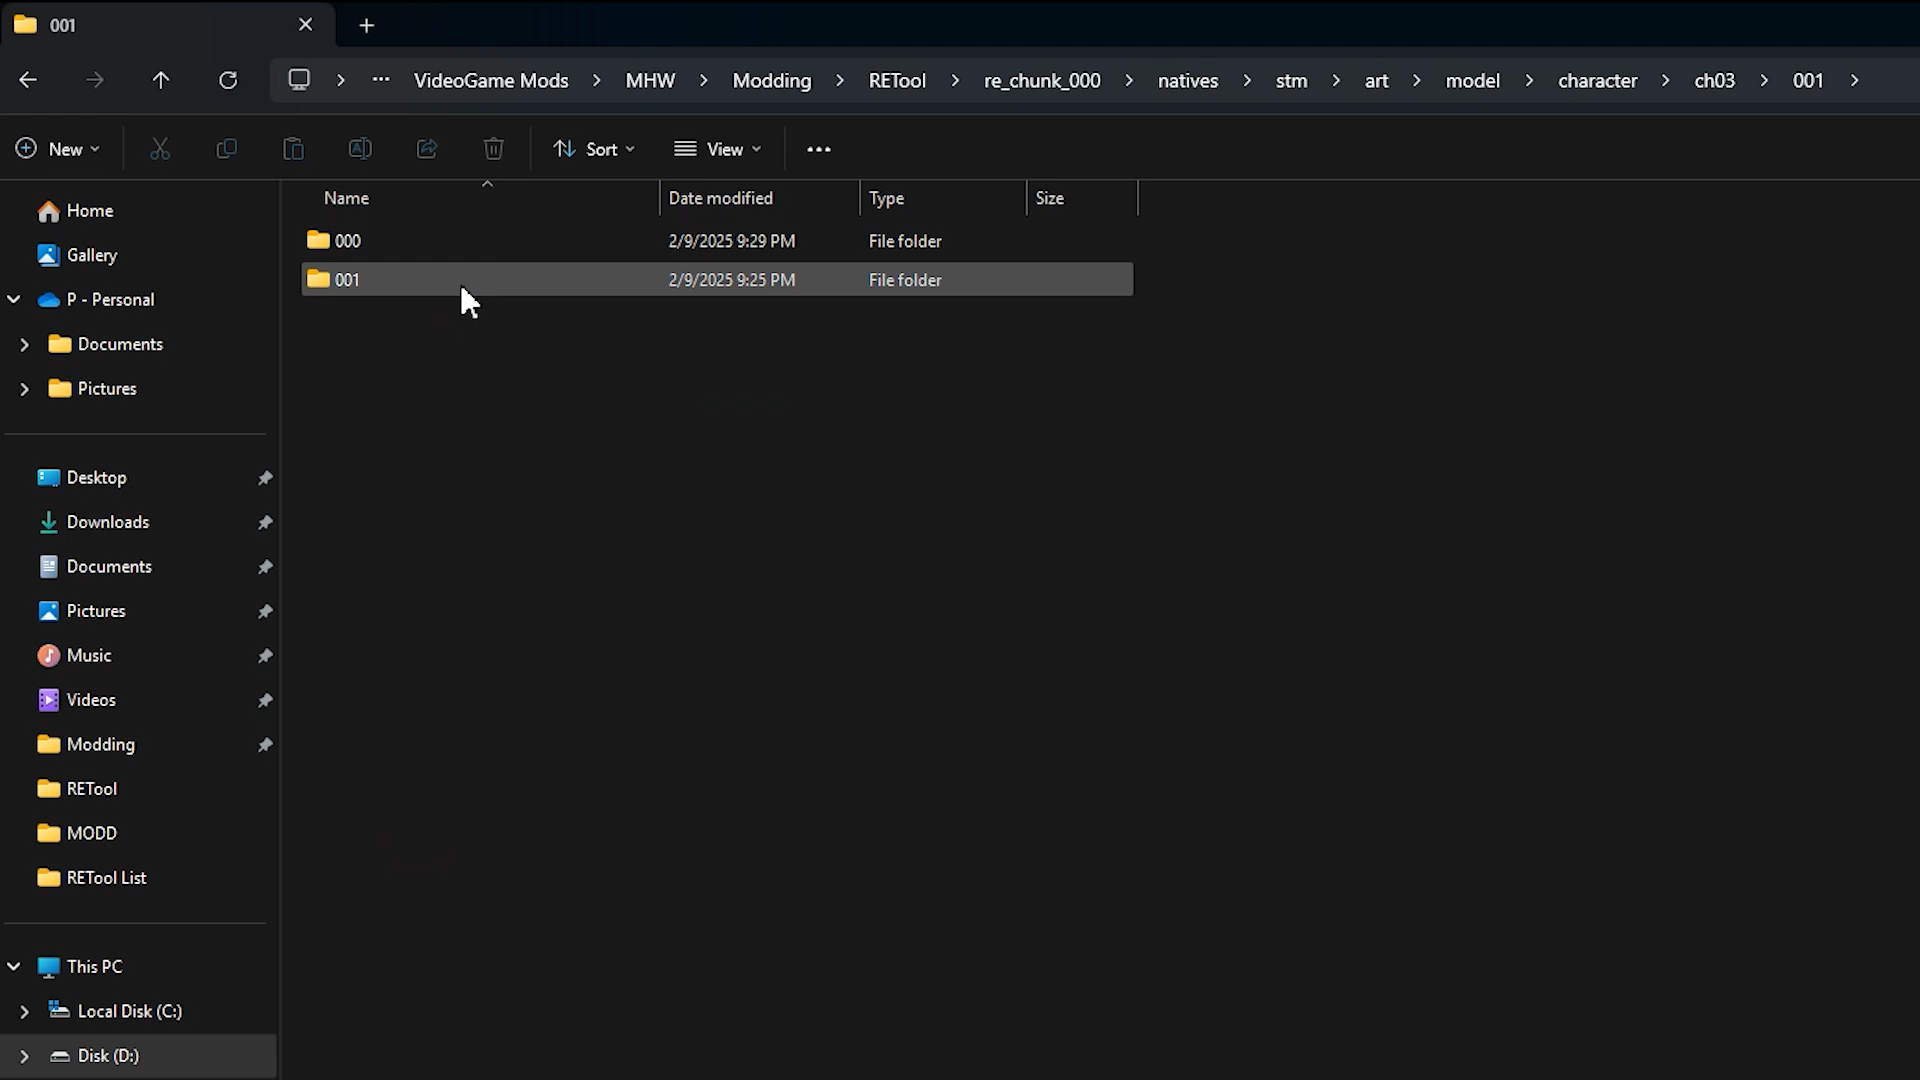 001
VideoGame Mods > MHW > Modding > RETool > re_chunk_000 > natives > stm > art > model > character > ch03 > 001 >
New Sort View
Name Date modified Type Size
000 2/9/2025 9:29 PM File folder
001 2/9/2025 9:25 PM File folder
Home
Gallery
P - Personal
Documents
Pictures
Desktop
Downloads
Documents
Pictures
Music
Videos
Modding
RETool
MODD
RETool List
This PC
Local Disk (C:)
Disk (D:)